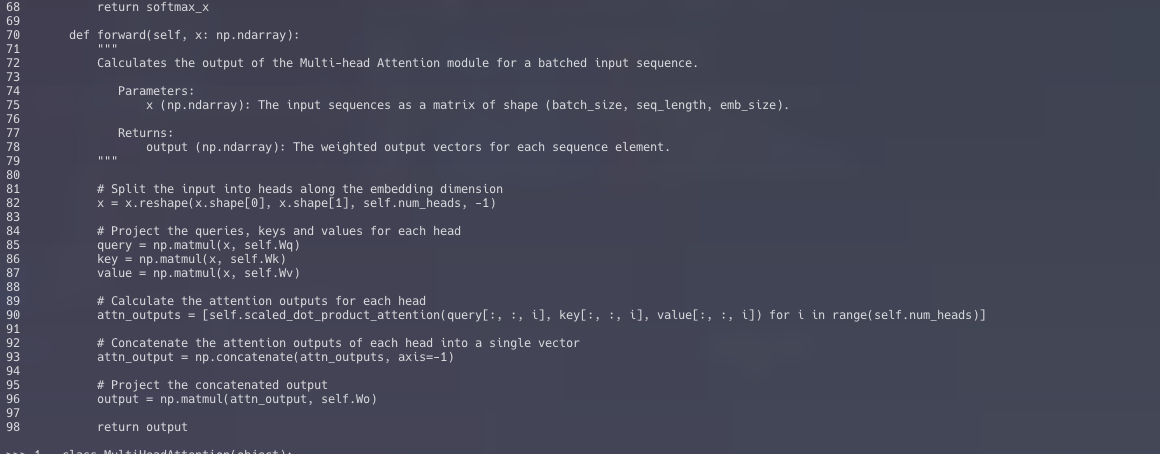 68 return softmax_x
69
70 def forward(self, x: np.ndarray):
71 """
72 Calculates the output of the Multi-head Attention module for a batched input sequence.
73
74 Parameters:
75 x (np.ndarray): The input sequences as a matrix of shape (batch_size, seq_length, emb_size).
76
77 Returns:
78 output (np.ndarray): The weighted output vectors for each sequence element.
79 """
80
81 # Split the input into heads along the embedding dimension
82 x = x.reshape(x.shape[0], x.shape[1], self.num_heads, -1)
83
84 # Project the queries, keys and values for each head
85 query = np.matmul(x, self.Wq)
86 key = np.matmul(x, self.Wk)
87 value = np.matmul(x, self.Wv)
88
89 # Calculate the attention outputs for each head
90 attn_outputs = [self.scaled_dot_product_attention(query[:, :, i], key[:, :, i], value[:, :, i]) for i in range(self.num_heads)]
91
92 # Concatenate the attention outputs of each head into a single vector
93 attn_output = np.concatenate(attn_outputs, axis=-1)
94
95 # Project the concatenated output
96 output = np.matmul(attn_output, self.Wo)
97
98 return output
>>> 1 class MultiHeadAttention(object):